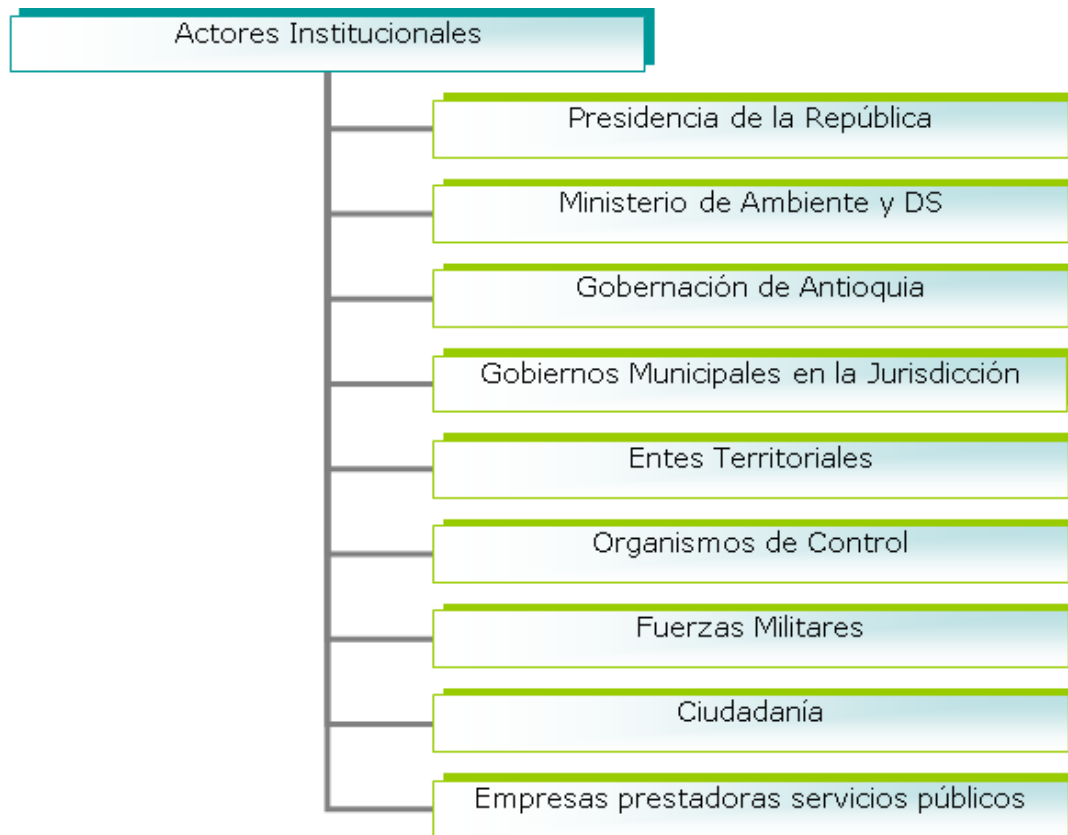 Actores Institucionales
Presidencia de la República
Ministerio de Ambiente y DS
Gobernación de Antioquia
Gobiernos Municipales en la Jurisdicción
Entes Territoriales
Organismos de Control
Fuerzas Militares
Ciudadanía
Empresas prestadoras servicios públicos